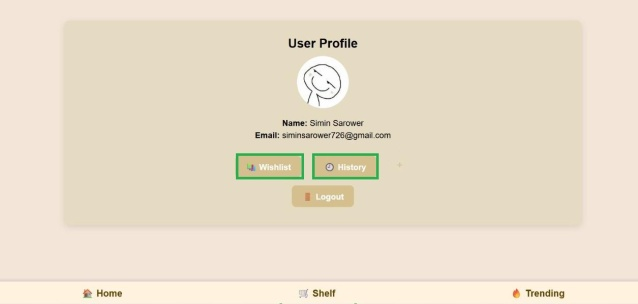 User Profile
Name: Simin Sarower
Email: siminsarower726@gmail.com
Wishlist
History
+
Logout
Home
Shelf
Trending